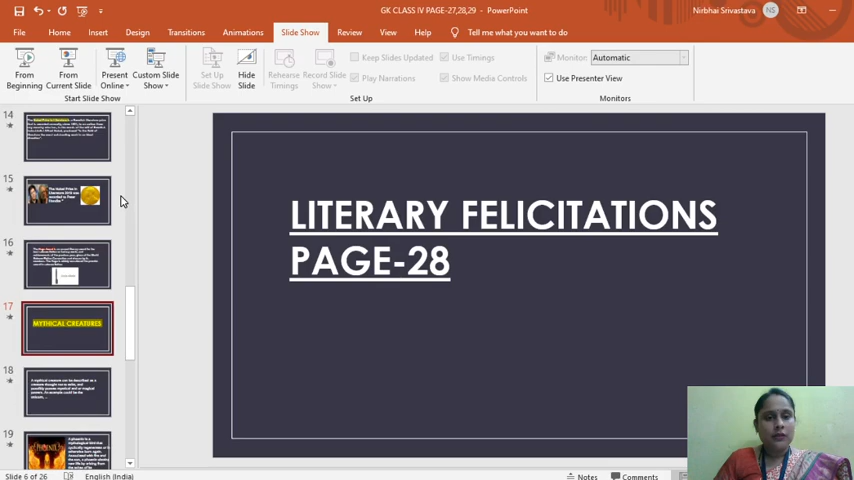 GK CLASS IV PAGE-27,28,29 - PowerPoint
Nirbhai Srivastava NS
File Home Insert Design Transitions Animations Slide Show Review View Help Tell me what you want to do
From Beginning
From Current Slide
Present Online
Custom Slide Show
Set Up Slide Show
Hide Slide
Rehearse Timings
Record Slide Show
Keep Slides Updated
Play Narrations
Use Timings
Show Media Controls
Monitor: Automatic
Use Presenter View
Start Slide Show
Set Up
Monitors
14
15
16
17
MYTHICAL CREATURES
18
19
LITERARY FELICITATIONS
PAGE-28
Slide 6 of 26
English (India)
Notes
Comments